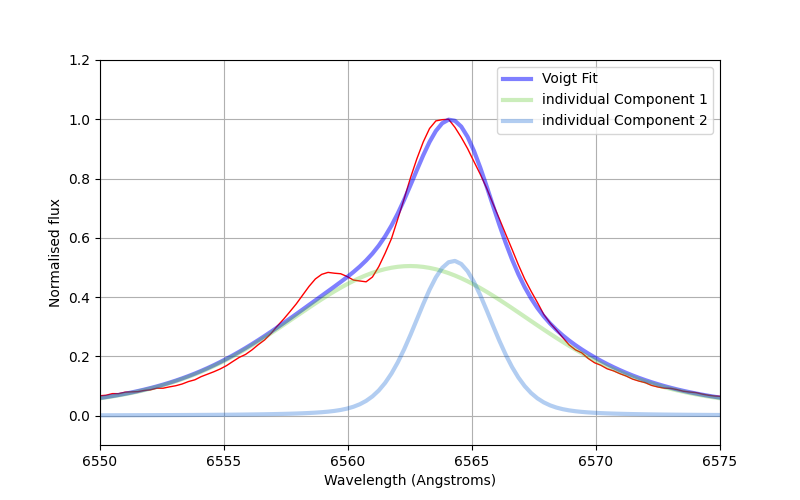 Voigt Fit
individual Component 1
individual Component 2
Normalised flux
1.2
1.0
0.8
0.6
0.4
0.2
0.0
6550 6555 6560 6565 6570 6575
Wavelength (Angstroms)